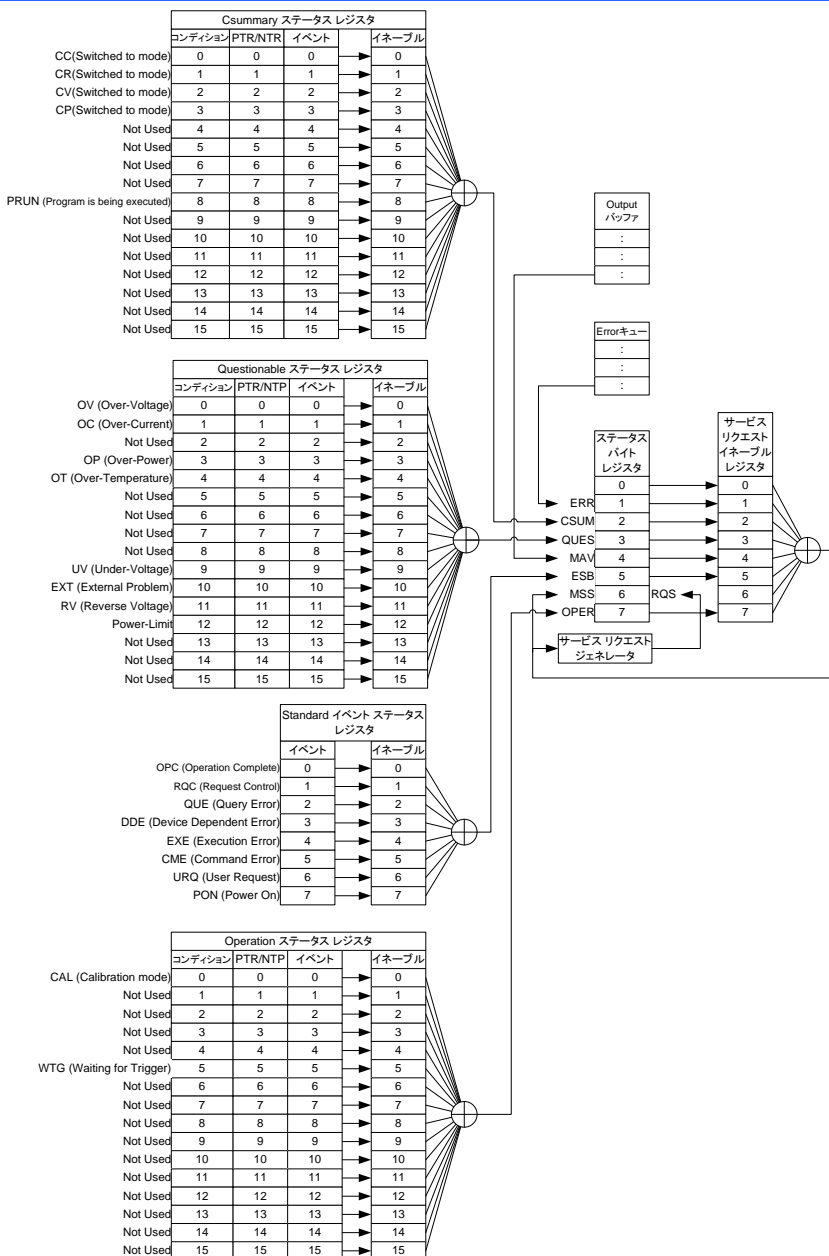 Csummary ステータス レジスタ
コンディション PTR/NTR イベント イネーブル
CC(Switched to mode) 0 0 0 0
CR(Switched to mode) 1 1 1 1
CV(Switched to mode) 2 2 2 2
CP(Switched to mode) 3 3 3 3
Not Used 4 4 4 4
Not Used 5 5 5 5
Not Used 6 6 6 6
Not Used 7 7 7 7
PRUN (Program is being executed) 8 8 8 8
Not Used 9 9 9 9
Not Used 10 10 10 10
Not Used 11 11 11 11
Not Used 12 12 12 12
Not Used 13 13 13 13
Not Used 14 14 14 14
Not Used 15 15 15 15
Output
バッファ
:
:
:
Errorキュー
:
:
:
Questionable ステータス レジスタ
コンディション PTR/NTP イベント イネーブル
OV (Over-Voltage) 0 0 0 0
OC (Over-Current) 1 1 1 1
Not Used 2 2 2 2
OP (Over-Power) 3 3 3 3
OT (Over-Temperature) 4 4 4 4
Not Used 5 5 5 5
Not Used 6 6 6 6
Not Used 7 7 7 7
Not Used 8 8 8 8
UV (Under-Voltage) 9 9 9 9
EXT (External Problem) 10 10 10 10
RV (Reverse Voltage) 11 11 11 11
Power-Limit 12 12 12 12
Not Used 13 13 13 13
Not Used 14 14 14 14
Not Used 15 15 15 15
ステータス
バイト
レジスタ
サービス
リクエスト
イネーブル
レジスタ
0 0
ERR 1 1
CSUM 2 2
QUES 3 3
MAV 4 4
ESB 5 5
MSS 6 RQS 6
OPER 7 7
サービス リクエスト
ジェネレータ
Standard イベント ステータス
レジスタ
イベント イネーブル
OPC (Operation Complete) 0 0
RQC (Request Control) 1 1
QUE (Query Error) 2 2
DDE (Device Dependent Error) 3 3
EXE (Execution Error) 4 4
CME (Command Error) 5 5
URQ (User Request) 6 6
PON (Power On) 7 7
Operation ステータス レジスタ
コンディション PTR/NTP イベント イネーブル
CAL (Calibration mode) 0 0 0 0
Not Used 1 1 1 1
Not Used 2 2 2 2
Not Used 3 3 3 3
Not Used 4 4 4 4
WTG (Waiting for Trigger) 5 5 5 5
Not Used 6 6 6 6
Not Used 7 7 7 7
Not Used 8 8 8 8
Not Used 9 9 9 9
Not Used 10 10 10 10
Not Used 11 11 11 11
Not Used 12 12 12 12
Not Used 13 13 13 13
Not Used 14 14 14 14
Not Used 15 15 15 15